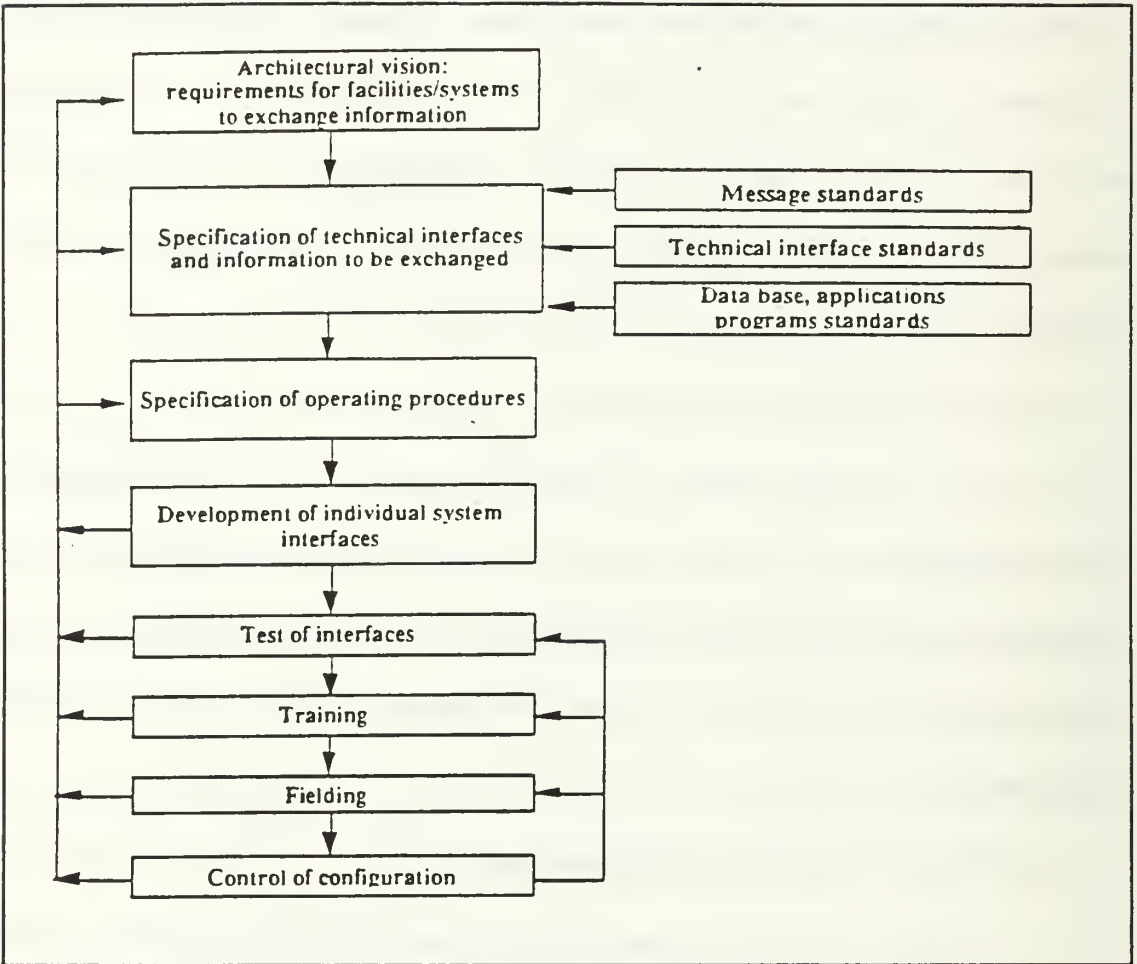 Architectural vision:
requirements for facilities/systems
to exchange information
Message standards
Specification of technical interfaces
and information to be exchanged
Technical interface standards
Data base, applications
programs standards
Specification of operating procedures
Development of individual system
interfaces
Test of interfaces
Training
Fielding
Control of configuration